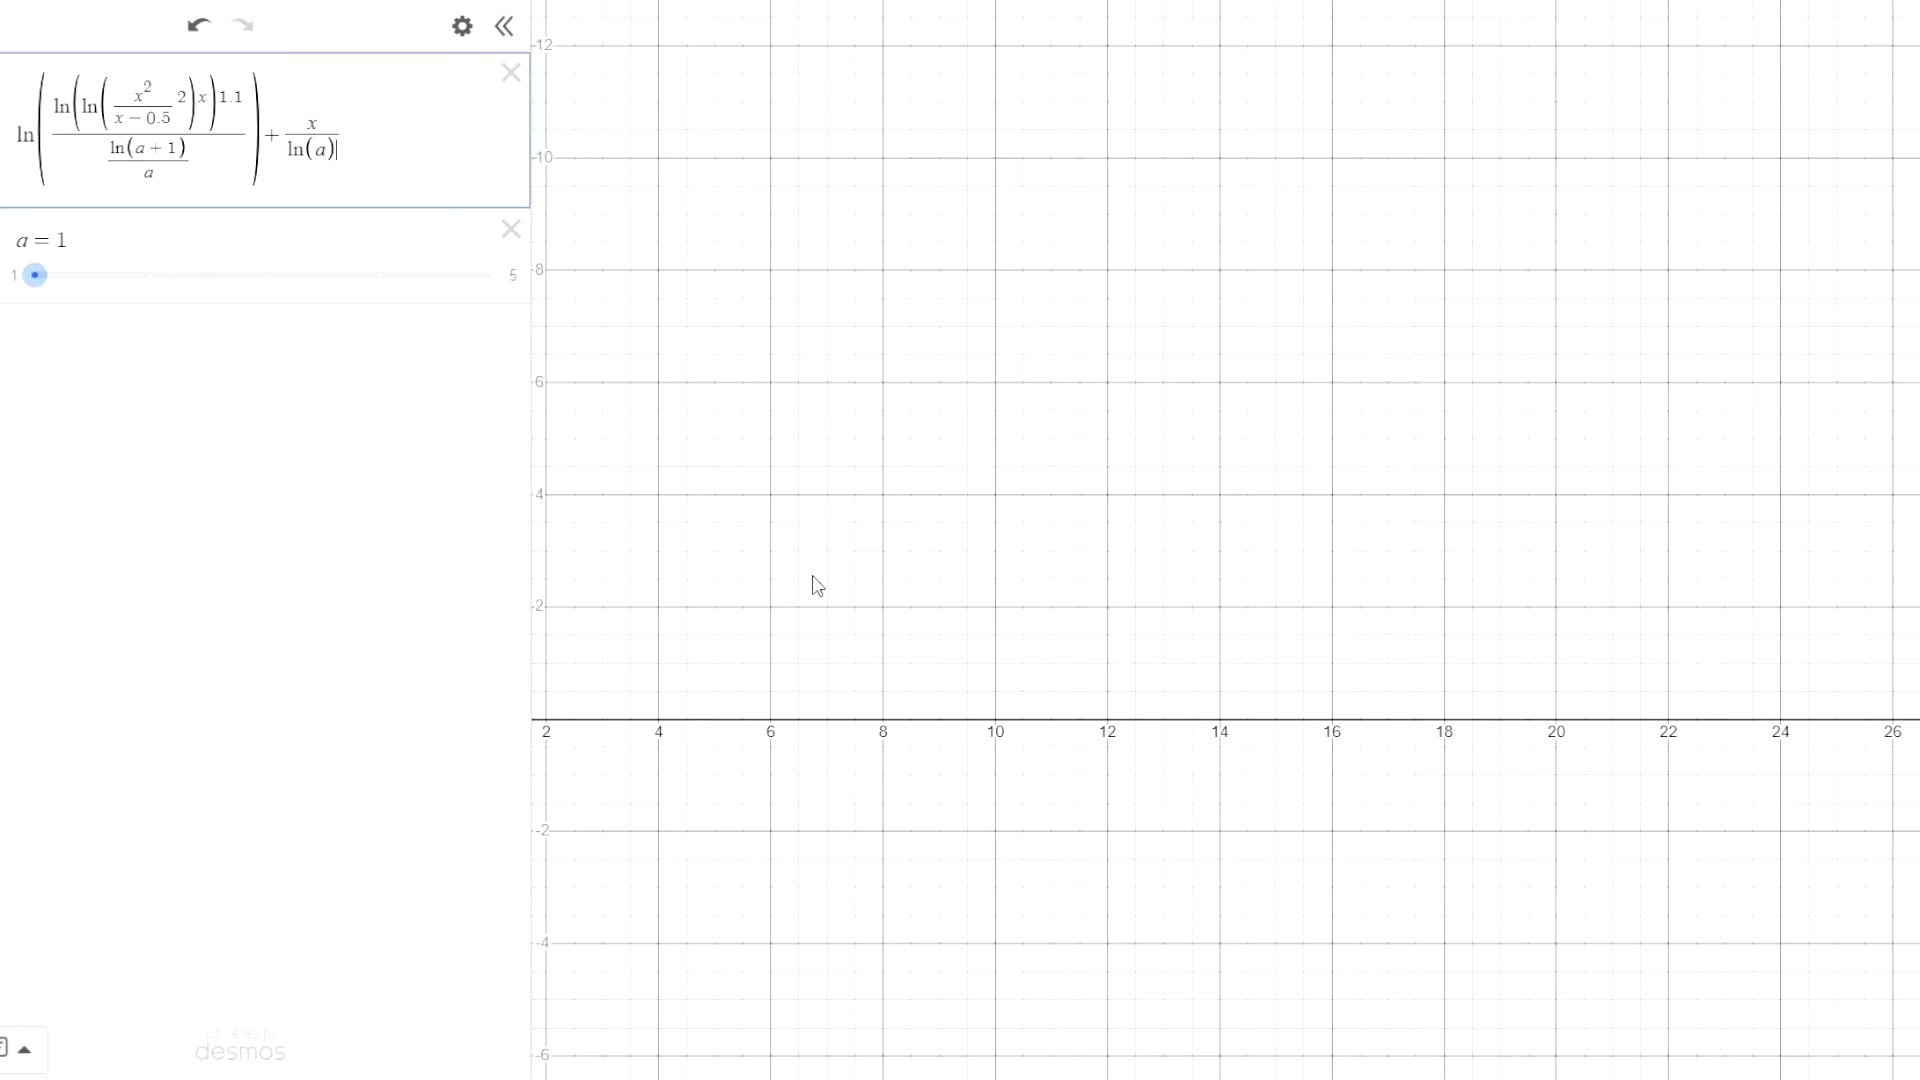 ln(ln(ln(x^2/(x − 0.5) 2)x)1.1/(ln(a + 1)/a)) + x/ln(a)
a = 1
1
5
powered by
desmos
12
10
8
6
4
2
2 4 6 8 10 12 14 16 18 20 22 24 26
-2
-4
-6